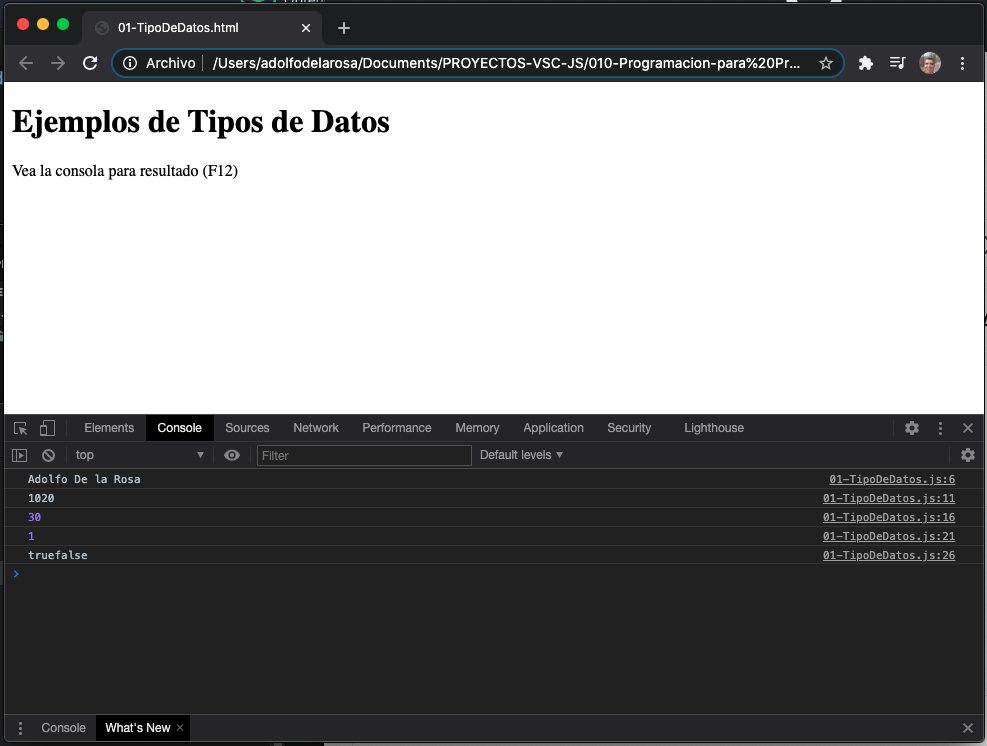 01-TipoDeDatos.html
Archivo /Users/adolfodelarosa/Documents/PROYECTOS-VSC-JS/010-Programacion-para%20Pr...
Ejemplos de Tipos de Datos
Vea la consola para resultado (F12)
Elements Console Sources Network Performance Memory Application Security Lighthouse
top Filter Default levels
Adolfo De la Rosa 01-TipoDeDatos.js:6
1020 01-TipoDeDatos.js:11
30 01-TipoDeDatos.js:16
1 01-TipoDeDatos.js:21
truefalse 01-TipoDeDatos.js:26
Console What's New